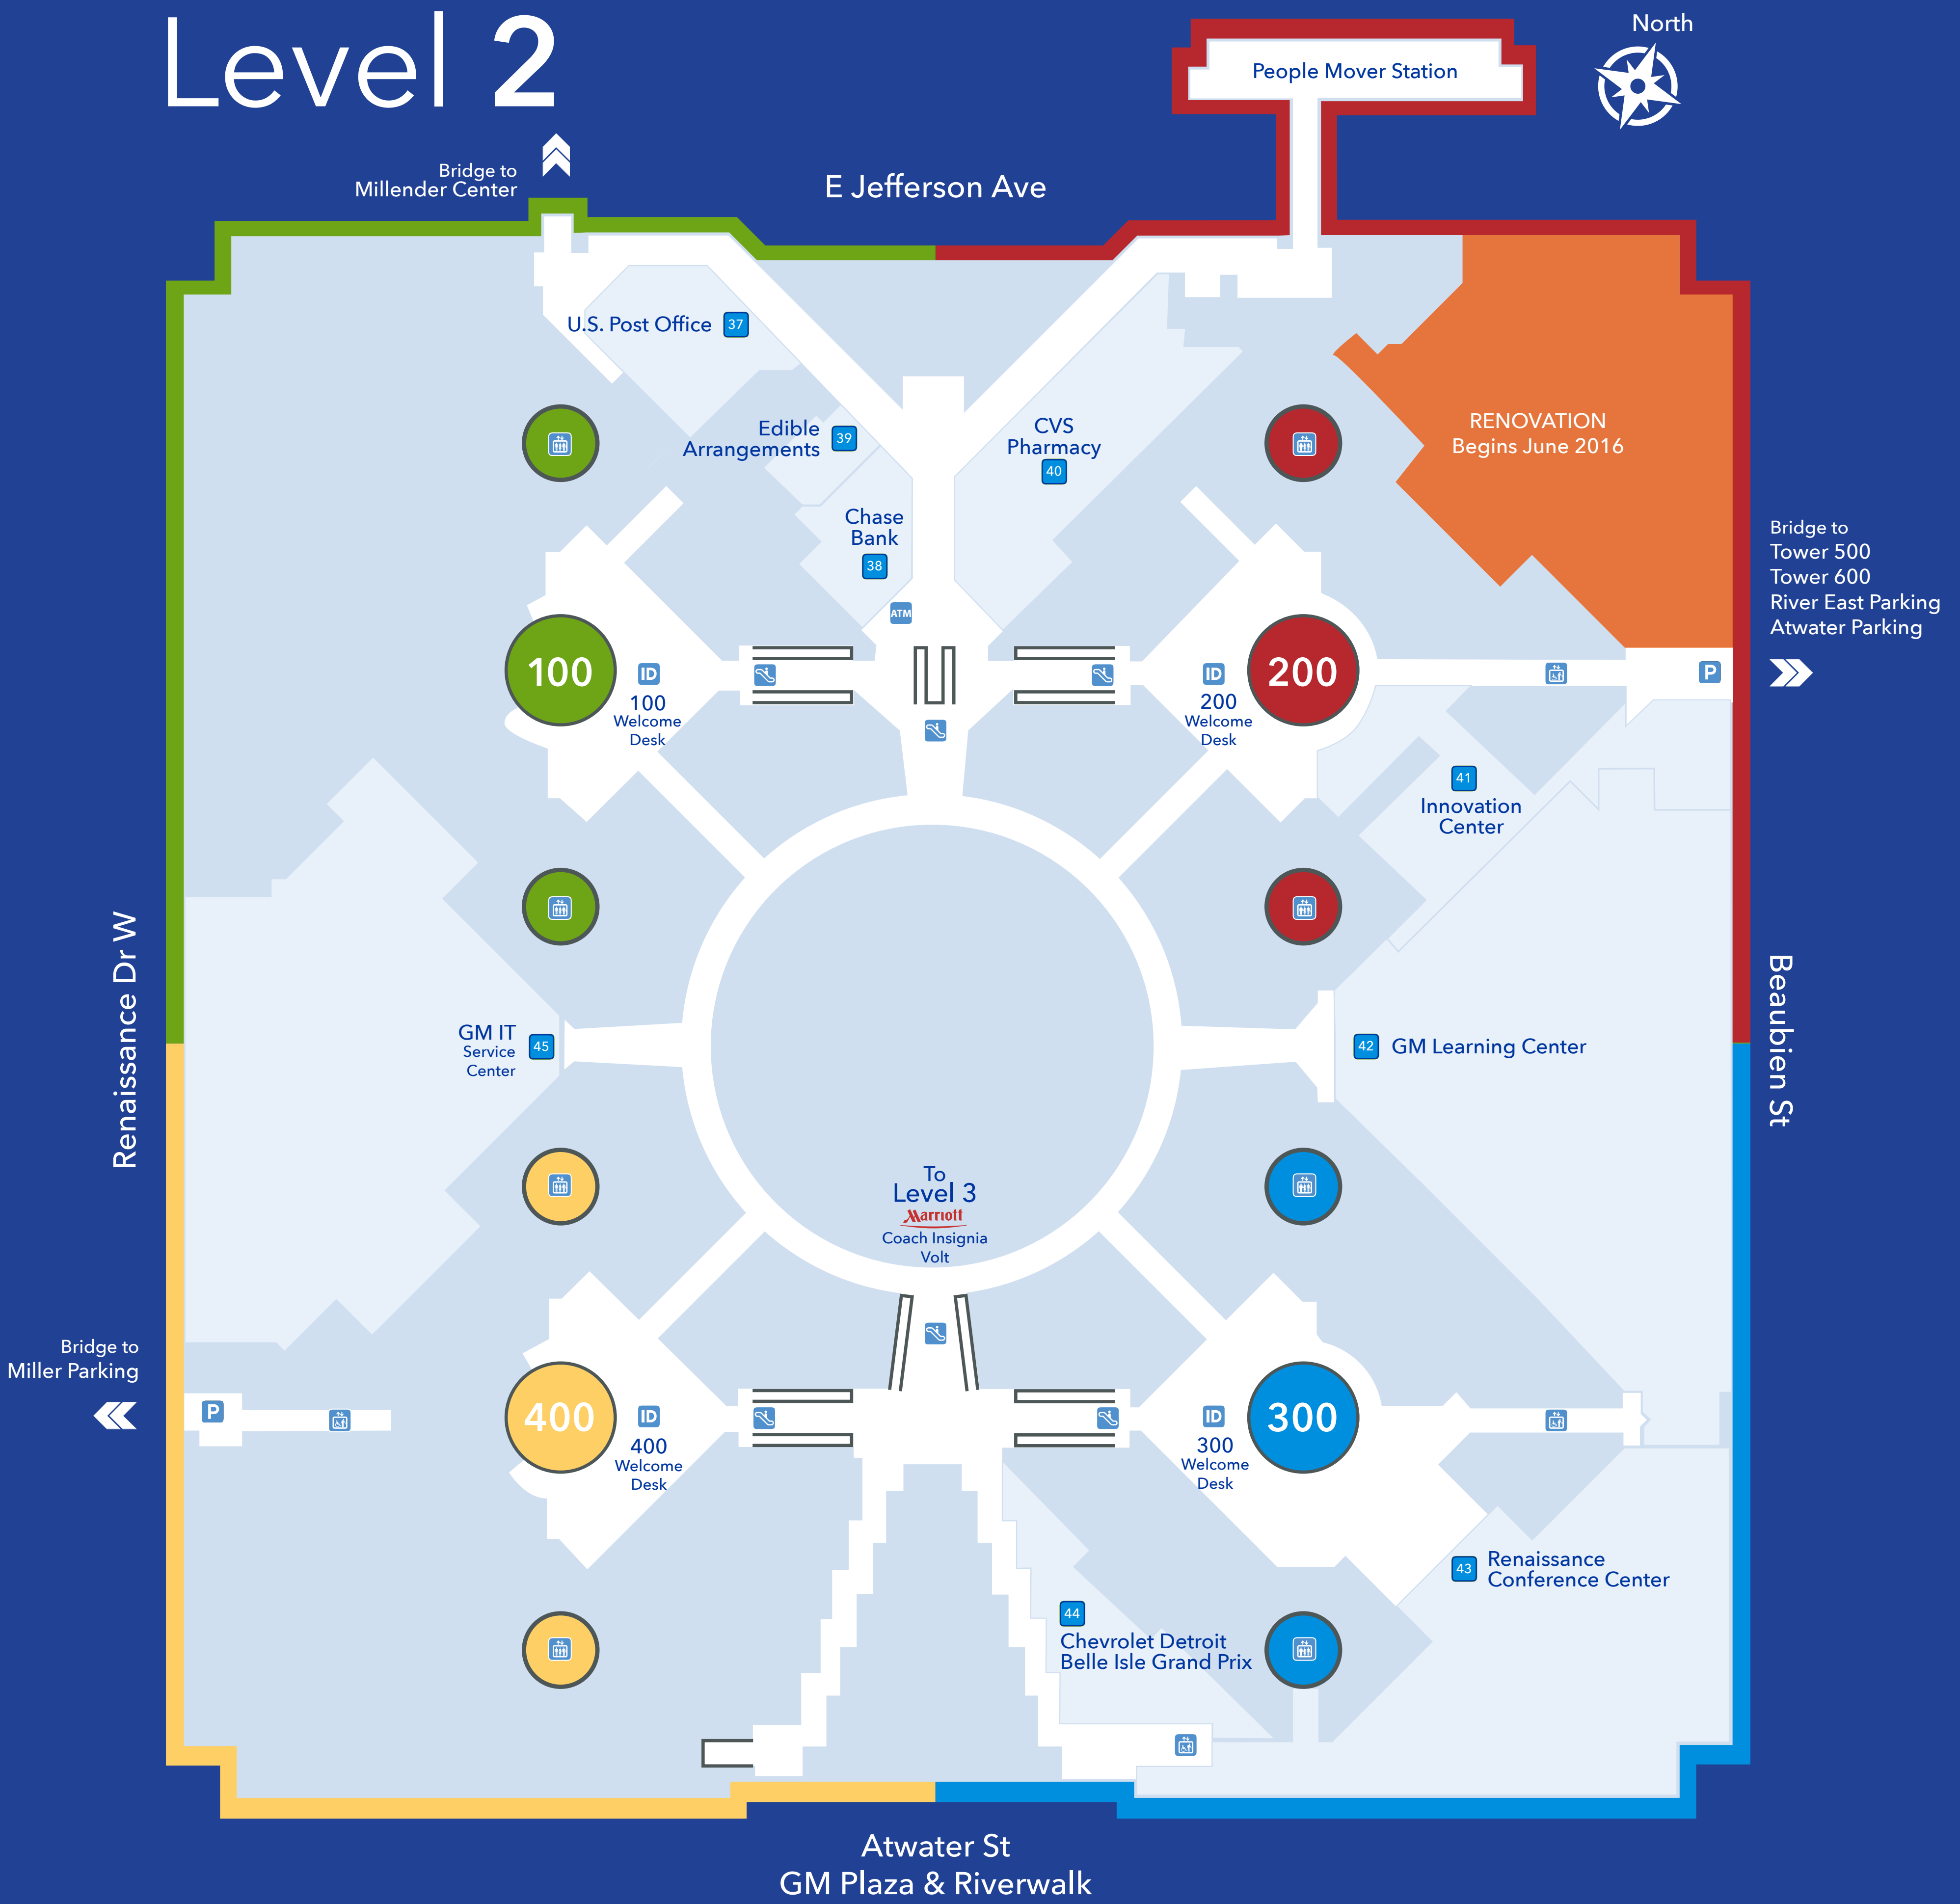 Level 2
North
People Mover Station
Bridge to
Millender Center
E Jefferson Ave
U.S. Post Office 37
Edible
Arrangements 39
CVS
Pharmacy
40
RENOVATION
Begins June 2016
Chase
Bank
38
ATM
Bridge to
Tower 500
Tower 600
River East Parking
Atwater Parking
100 ID
100
Welcome
Desk
ID 200
200
Welcome
Desk
P
41
Innovation
Center
Renaissance Dr W
Beaubien St
GM IT
Service
Center
45
42 GM Learning Center
To
Level 3
Marriott
Coach Insignia
Volt
Bridge to
Miller Parking
P
400 ID
400
Welcome
Desk
ID 300
300
Welcome
Desk
43 Renaissance
Conference Center
44
Chevrolet Detroit
Belle Isle Grand Prix
Atwater St
GM Plaza & Riverwalk